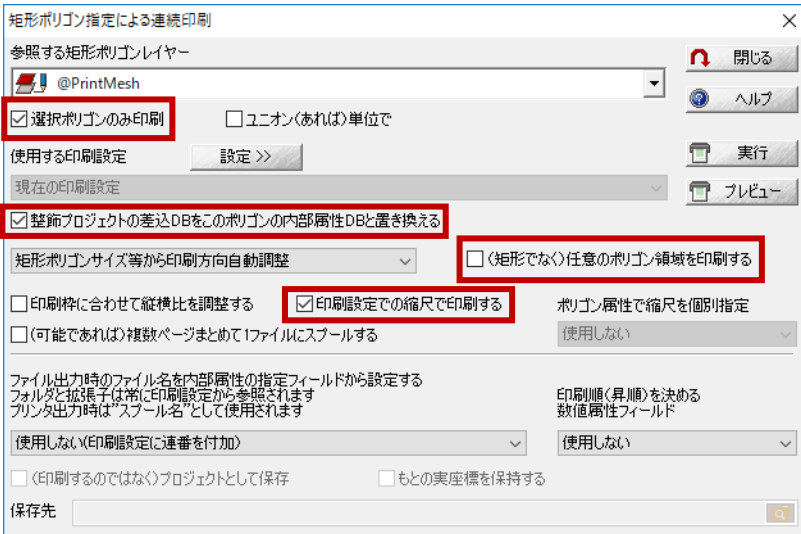 矩形ポリゴン指定による連続印刷
参照する矩形ポリゴンレイヤー
閉じる
@PrintMesh
ヘルプ
選択ポリゴンのみ印刷
ユニオン(あれば)単位で
使用する印刷設定
設定 >>
実行
現在の印刷設定
プレビュー
整飾プロジェクトの差込DBをこのポリゴンの内部属性DBと置き換える
矩形ポリゴンサイズ等から印刷方向自動調整
(矩形でなく)任意のポリゴン領域を印刷する
印刷枠に合わせて縦横比を調整する
印刷設定での縮尺で印刷する
ポリゴン属性で縮尺を個別指定
(可能であれば)複数ページまとめて1ファイルにスプールする
使用しない
ファイル出力時のファイル名を内部属性の指定フィールドから設定する
フォルダと拡張子は常に印刷設定から参照されます
プリンタ出力時は"スプール名"として使用されます
印刷順(昇順)を決める
数値属性フィールド
使用しない(印刷設定に連番を付加)
使用しない
(印刷するのではなく)プロジェクトとして保存
もとの実座標を保持する
保存先